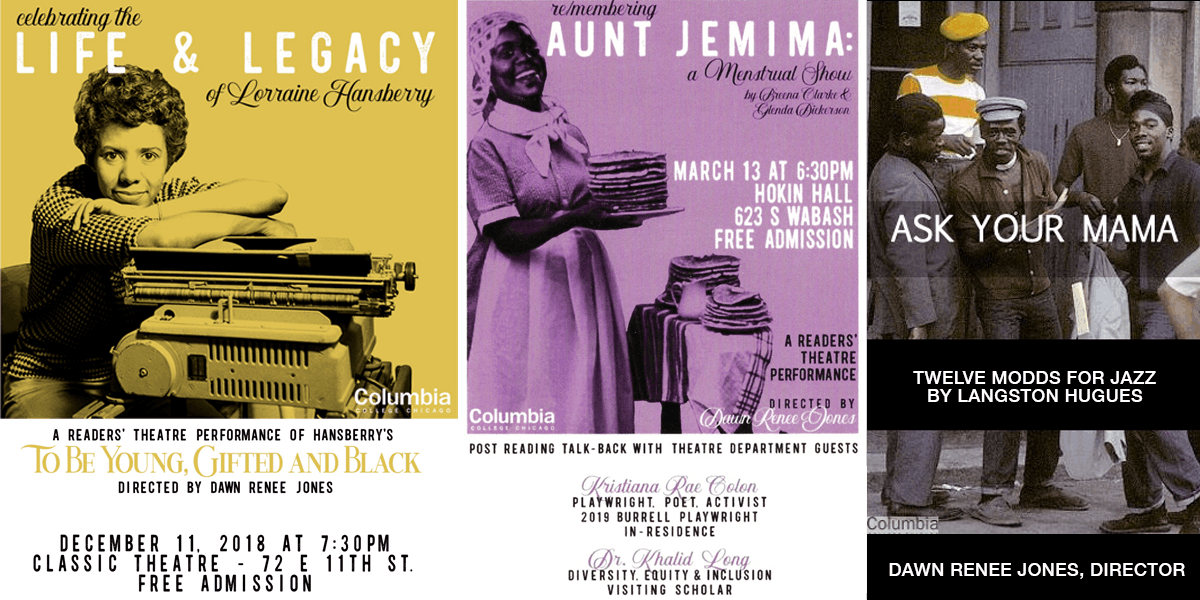 celebrating the
LIFE & LEGACY
of Lorraine Hansberry
Columbia
COLLEGE CHICAGO
A READERS' THEATRE PERFORMANCE OF HANSBERRY'S
TO BE YOUNG, GIFTED AND BLACK
DIRECTED BY DAWN RENEE JONES
DECEMBER 11, 2018 AT 7:30PM
CLASSIC THEATRE - 72 E 11TH ST.
FREE ADMISSION
re/membering
AUNT JEMIMA:
a Menstrual Show
by Breena Clarke &
Glenda Dickerson
MARCH 13 AT 6:30PM
HOKIN HALL
623 S WABASH
FREE ADMISSION
A READERS'
THEATRE
PERFORMANCE
DIRECTED BY
Dawn Renee Jones
Columbia
COLLEGE CHICAGO
POST READING TALK-BACK WITH THEATRE DEPARTMENT GUESTS
Kristiana Rae Colon
PLAYWRIGHT, POET, ACTIVIST
2019 BURRELL PLAYWRIGHT
IN-RESIDENCE
Dr. Khalid Long
DIVERSITY, EQUITY & INCLUSION
VISITING SCHOLAR
ASK YOUR MAMA
TWELVE MODDS FOR JAZZ
BY LANGSTON HUGUES
Columbia
DAWN RENEE JONES, DIRECTOR